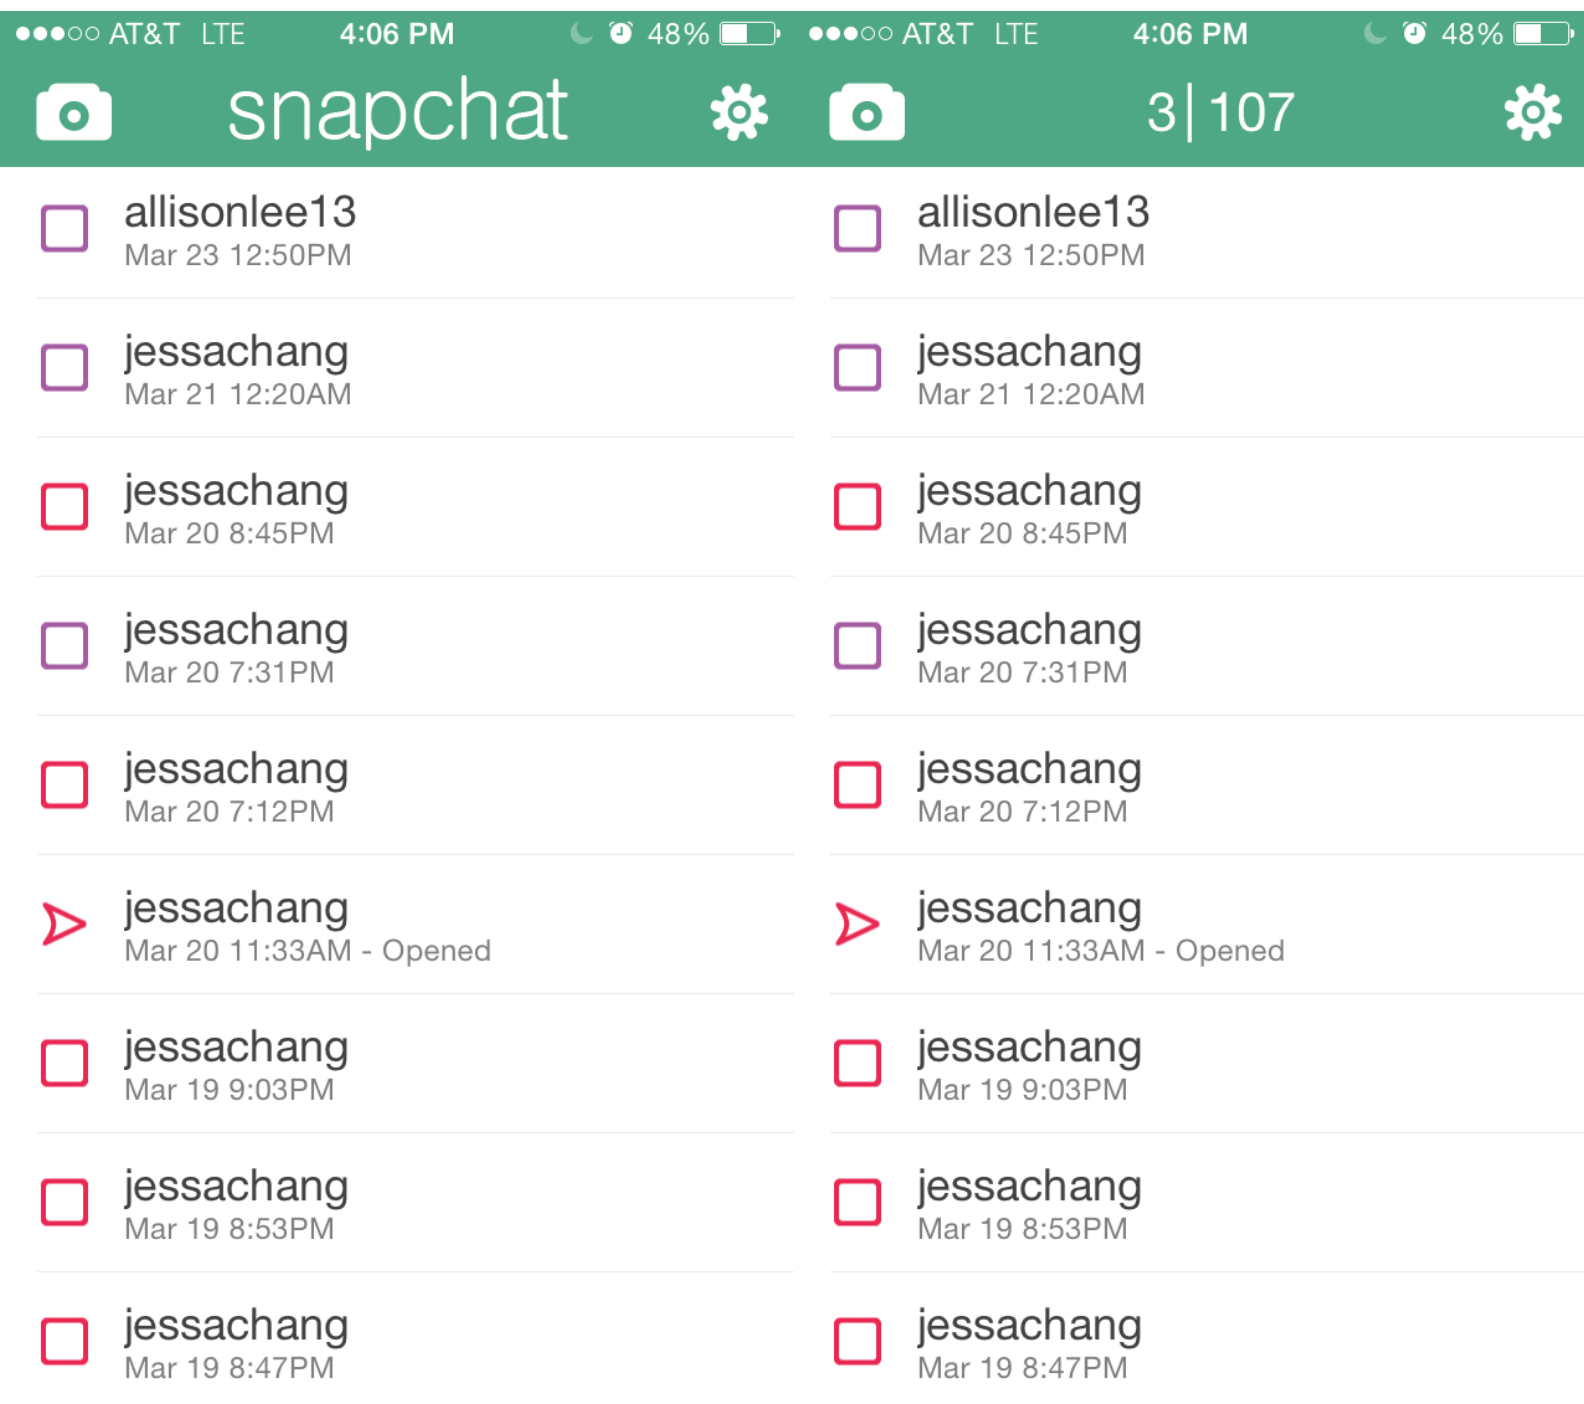 AT&T LTE 4:06 PM 48%
snapchat
allisonlee13
Mar 23 12:50PM
jessachang
Mar 21 12:20AM
jessachang
Mar 20 8:45PM
jessachang
Mar 20 7:31PM
jessachang
Mar 20 7:12PM
jessachang
Mar 20 11:33AM - Opened
jessachang
Mar 19 9:03PM
jessachang
Mar 19 8:53PM
jessachang
Mar 19 8:47PM
AT&T LTE 4:06 PM 48%
3|107
allisonlee13
Mar 23 12:50PM
jessachang
Mar 21 12:20AM
jessachang
Mar 20 8:45PM
jessachang
Mar 20 7:31PM
jessachang
Mar 20 7:12PM
jessachang
Mar 20 11:33AM - Opened
jessachang
Mar 19 9:03PM
jessachang
Mar 19 8:53PM
jessachang
Mar 19 8:47PM